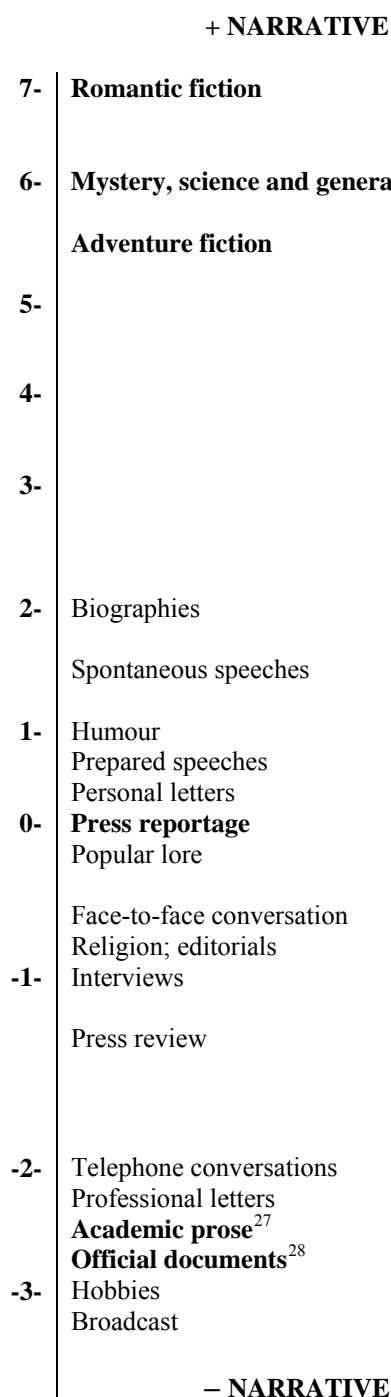 + NARRATIVE
7- Romantic fiction
6- Mystery, science and genera
Adventure fiction
5-
4-
3-
2- Biographies
Spontaneous speeches
1- Humour
Prepared speeches
Personal letters
0- Press reportage
Popular lore
Face-to-face conversation
Religion; editorials
-1- Interviews
Press review
-2- Telephone conversations
Professional letters
Academic prose27
Official documents28
-3- Hobbies
Broadcast
– NARRATIVE